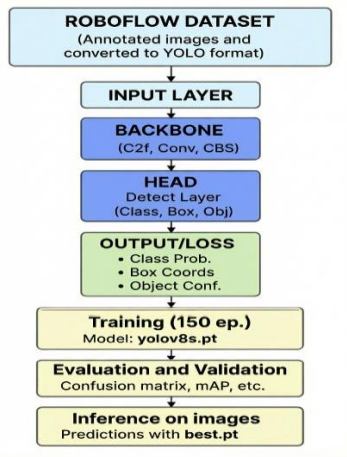 ROBOFLOW DATASET
(Annotated images and
converted to YOLO format)
INPUT LAYER
BACKBONE
(C2f, Conv, CBS)
HEAD
Detect Layer
(Class, Box, Obj)
OUTPUT/LOSS
• Class Prob.
• Box Coords
• Object Conf.
Training (150 ep.)
Model: yolov8s.pt
Evaluation and Validation
Confusion matrix, mAP, etc.
Inference on images
Predictions with best.pt